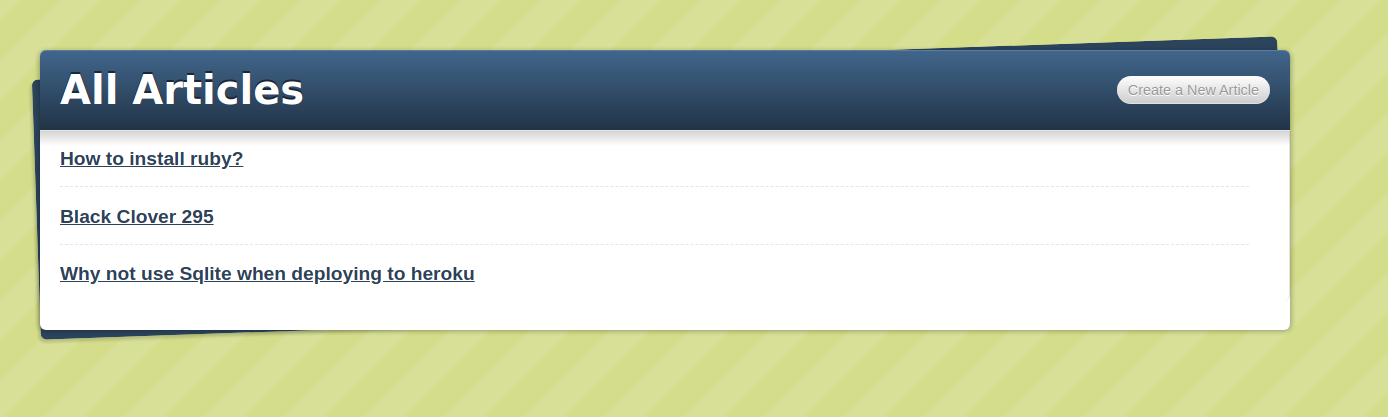 All Articles
Create a New Article
How to install ruby?
Black Clover 295
Why not use Sqlite when deploying to heroku